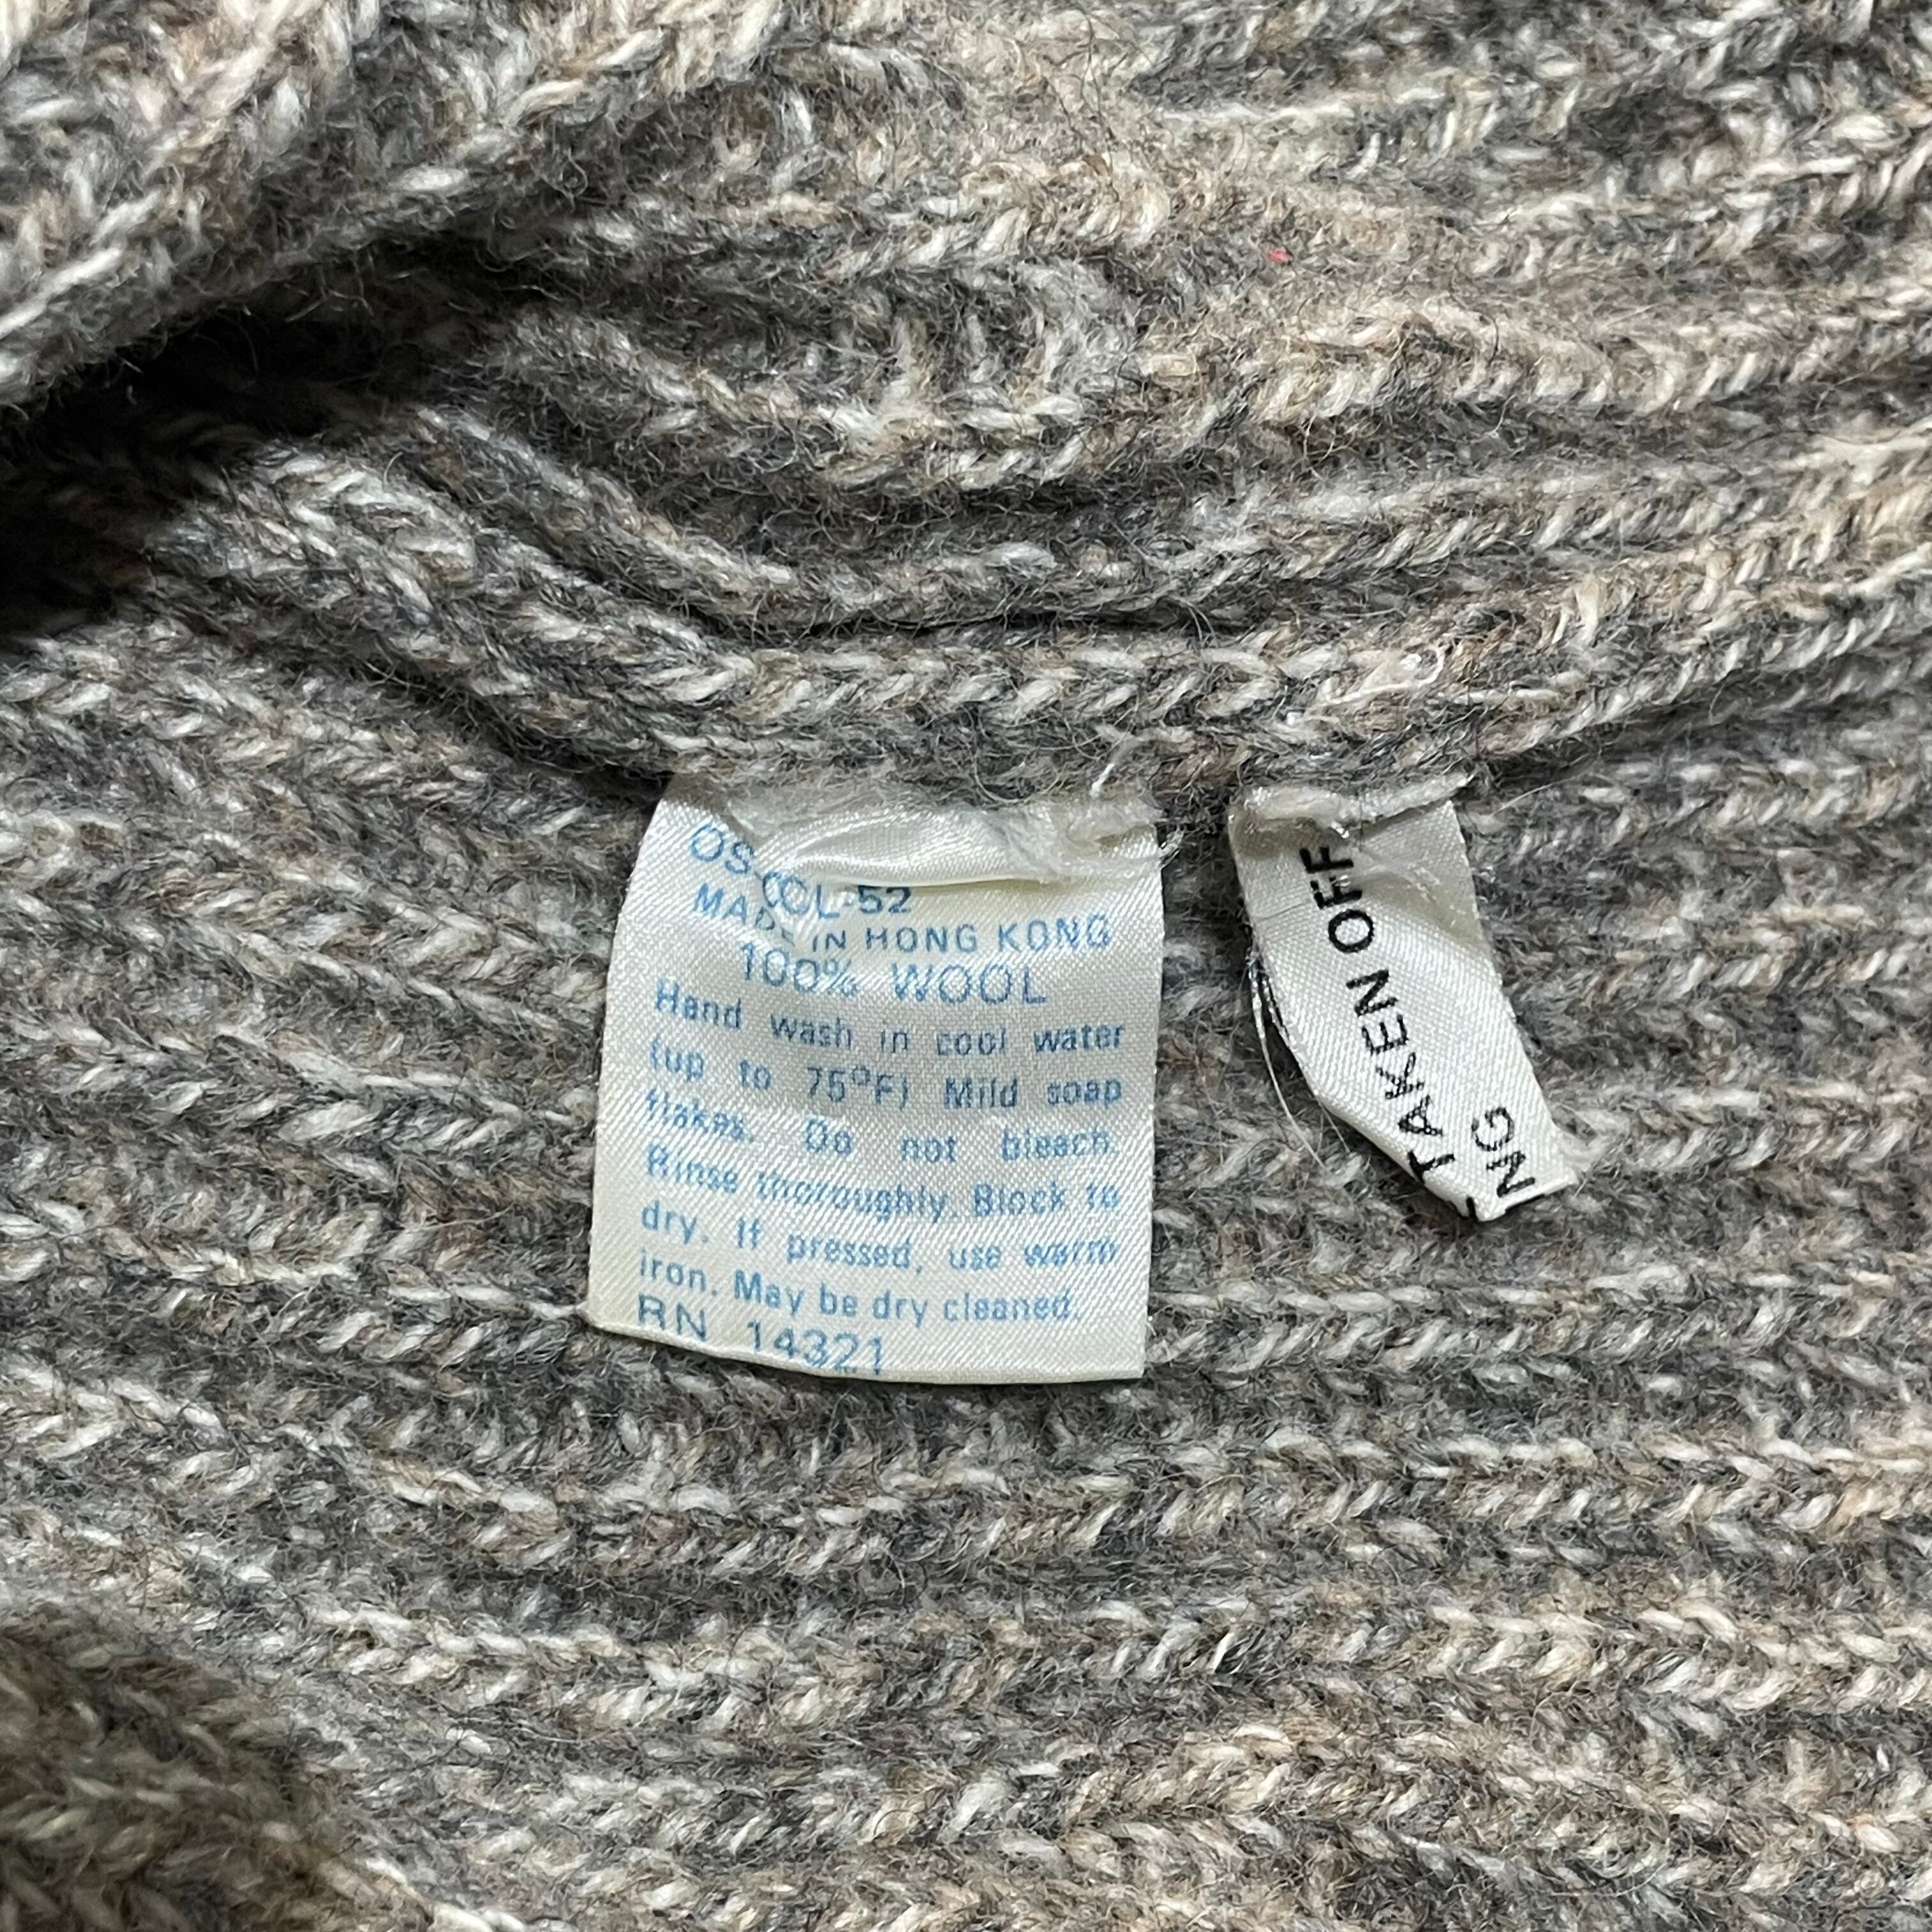 OS
L-52
MADE IN HONG KONG
100% WOOL
Hand wash in cool water
(up to 75°F) Mild soap
flakes. Do not bleach.
Rinse thoroughly. Block to
dry. If pressed, use warm
iron. May be dry cleaned.
RN 14321
TAKEN OFF
NG